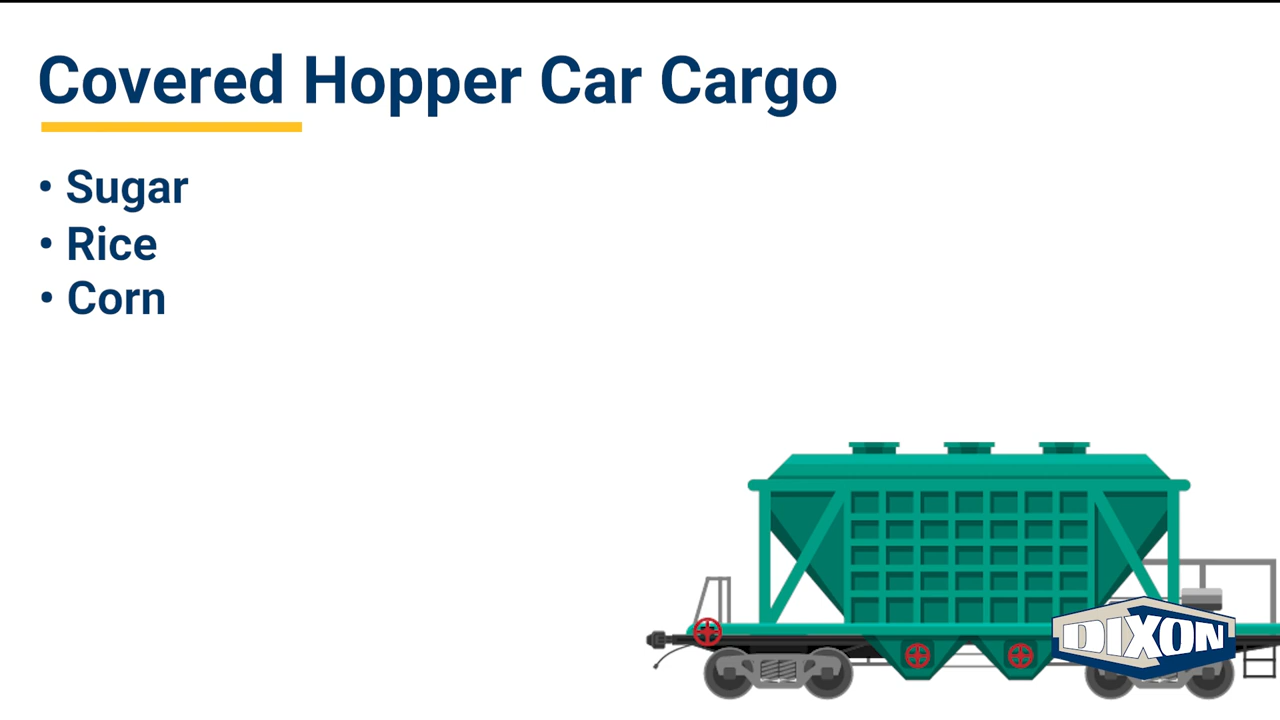 Covered Hopper Car Cargo
• Sugar
• Rice
• Corn
DIXON